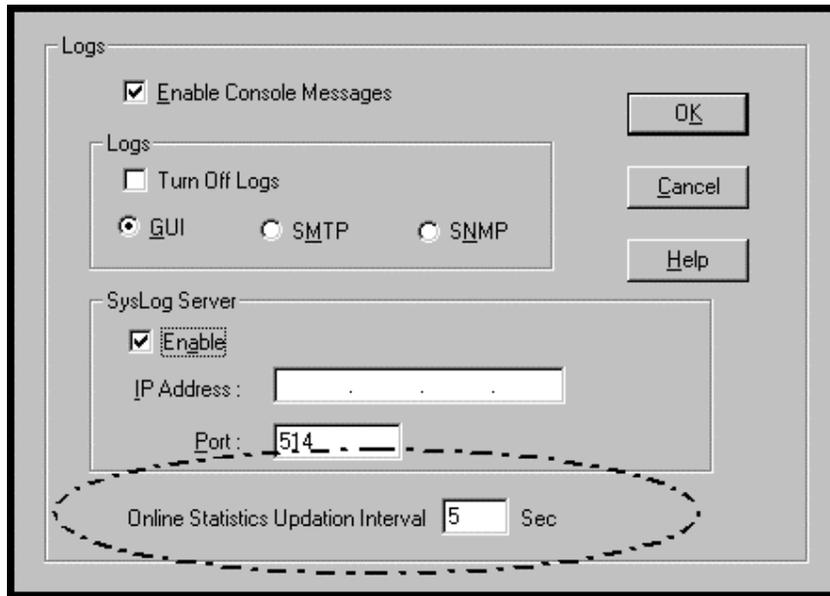 Logs
Enable Console Messages
OK
Logs
Turn Off Logs
Cancel
GUI SMTP SNMP
Help
SysLog Server
Enable
IP Address : . . .
Port : 514
Online Statistics Updation Interval 5 Sec